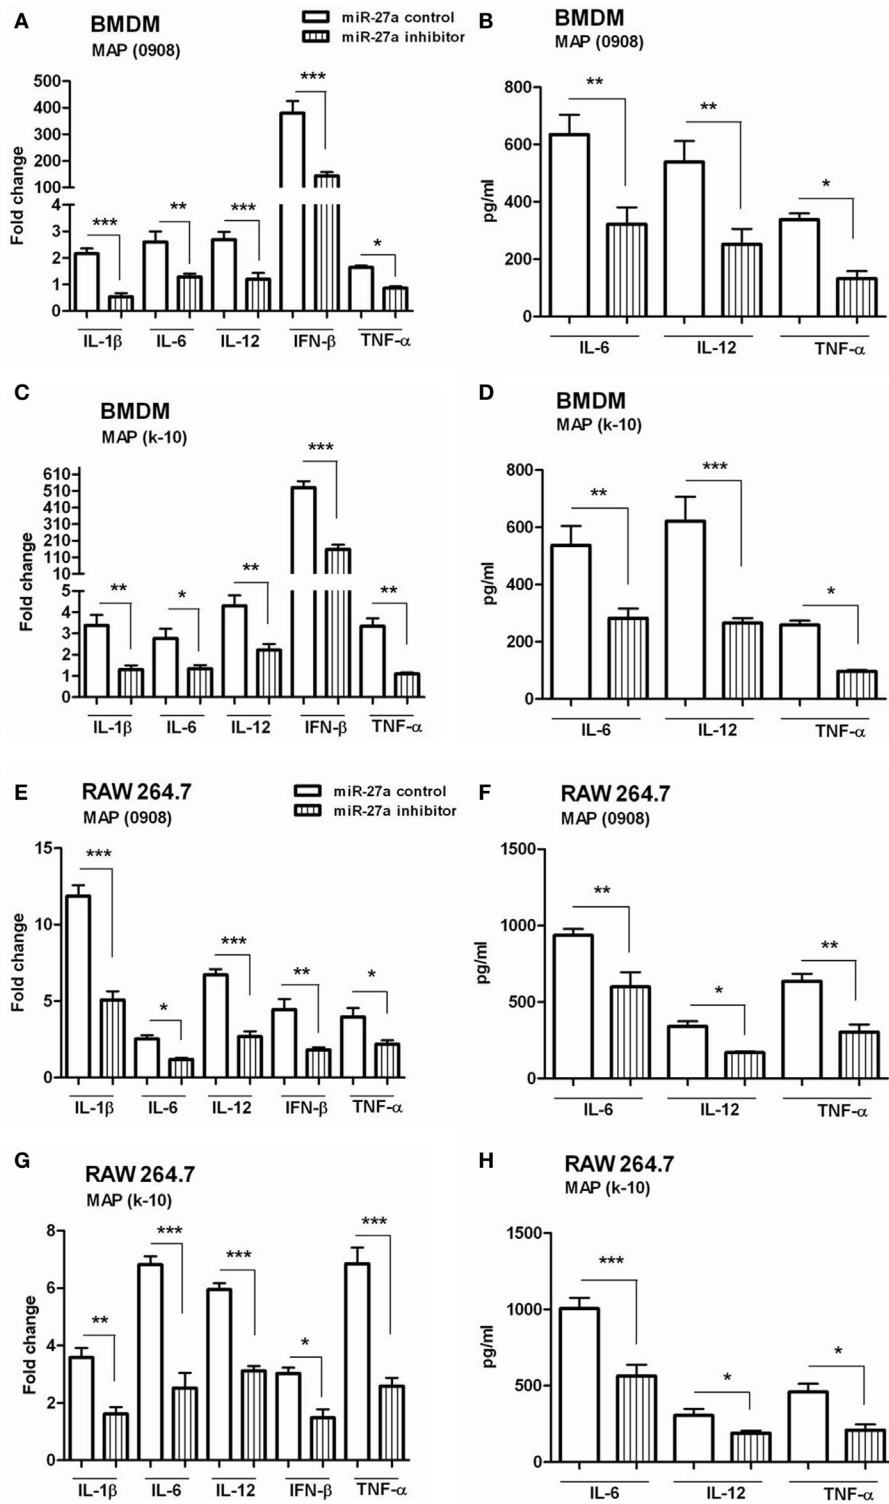 A
BMDM
MAP (0908)
miR-27a control
miR-27a inhibitor
Fold change
500
400
300
200
100
4
3
2
1
0
***
**
***
***
*
IL-1β IL-6 IL-12 IFN-β TNF-α
B
BMDM
MAP (0908)
pg/ml
800
600
400
200
0
**
**
*
IL-6 IL-12 TNF-α
C
BMDM
MAP (k-10)
Fold change
610
510
410
310
210
110
10
5
4
3
2
1
0
**
*
**
***
**
IL-1β IL-6 IL-12 IFN-β TNF-α
D
BMDM
MAP (k-10)
pg/ml
800
600
400
200
0
**
***
*
IL-6 IL-12 TNF-α
E
RAW 264.7
MAP (0908)
miR-27a control
miR-27a inhibitor
Fold change
15
10
5
0
***
*
***
**
*
IL-1β IL-6 IL-12 IFN-β TNF-α
F
RAW 264.7
MAP (0908)
pg/ml
1500
1000
500
0
**
*
**
IL-6 IL-12 TNF-α
G
RAW 264.7
MAP (k-10)
Fold change
8
6
4
2
0
**
***
***
*
***
IL-1β IL-6 IL-12 IFN-β TNF-α
H
RAW 264.7
MAP (k-10)
pg/ml
1500
1000
500
0
***
*
*
IL-6 IL-12 TNF-α